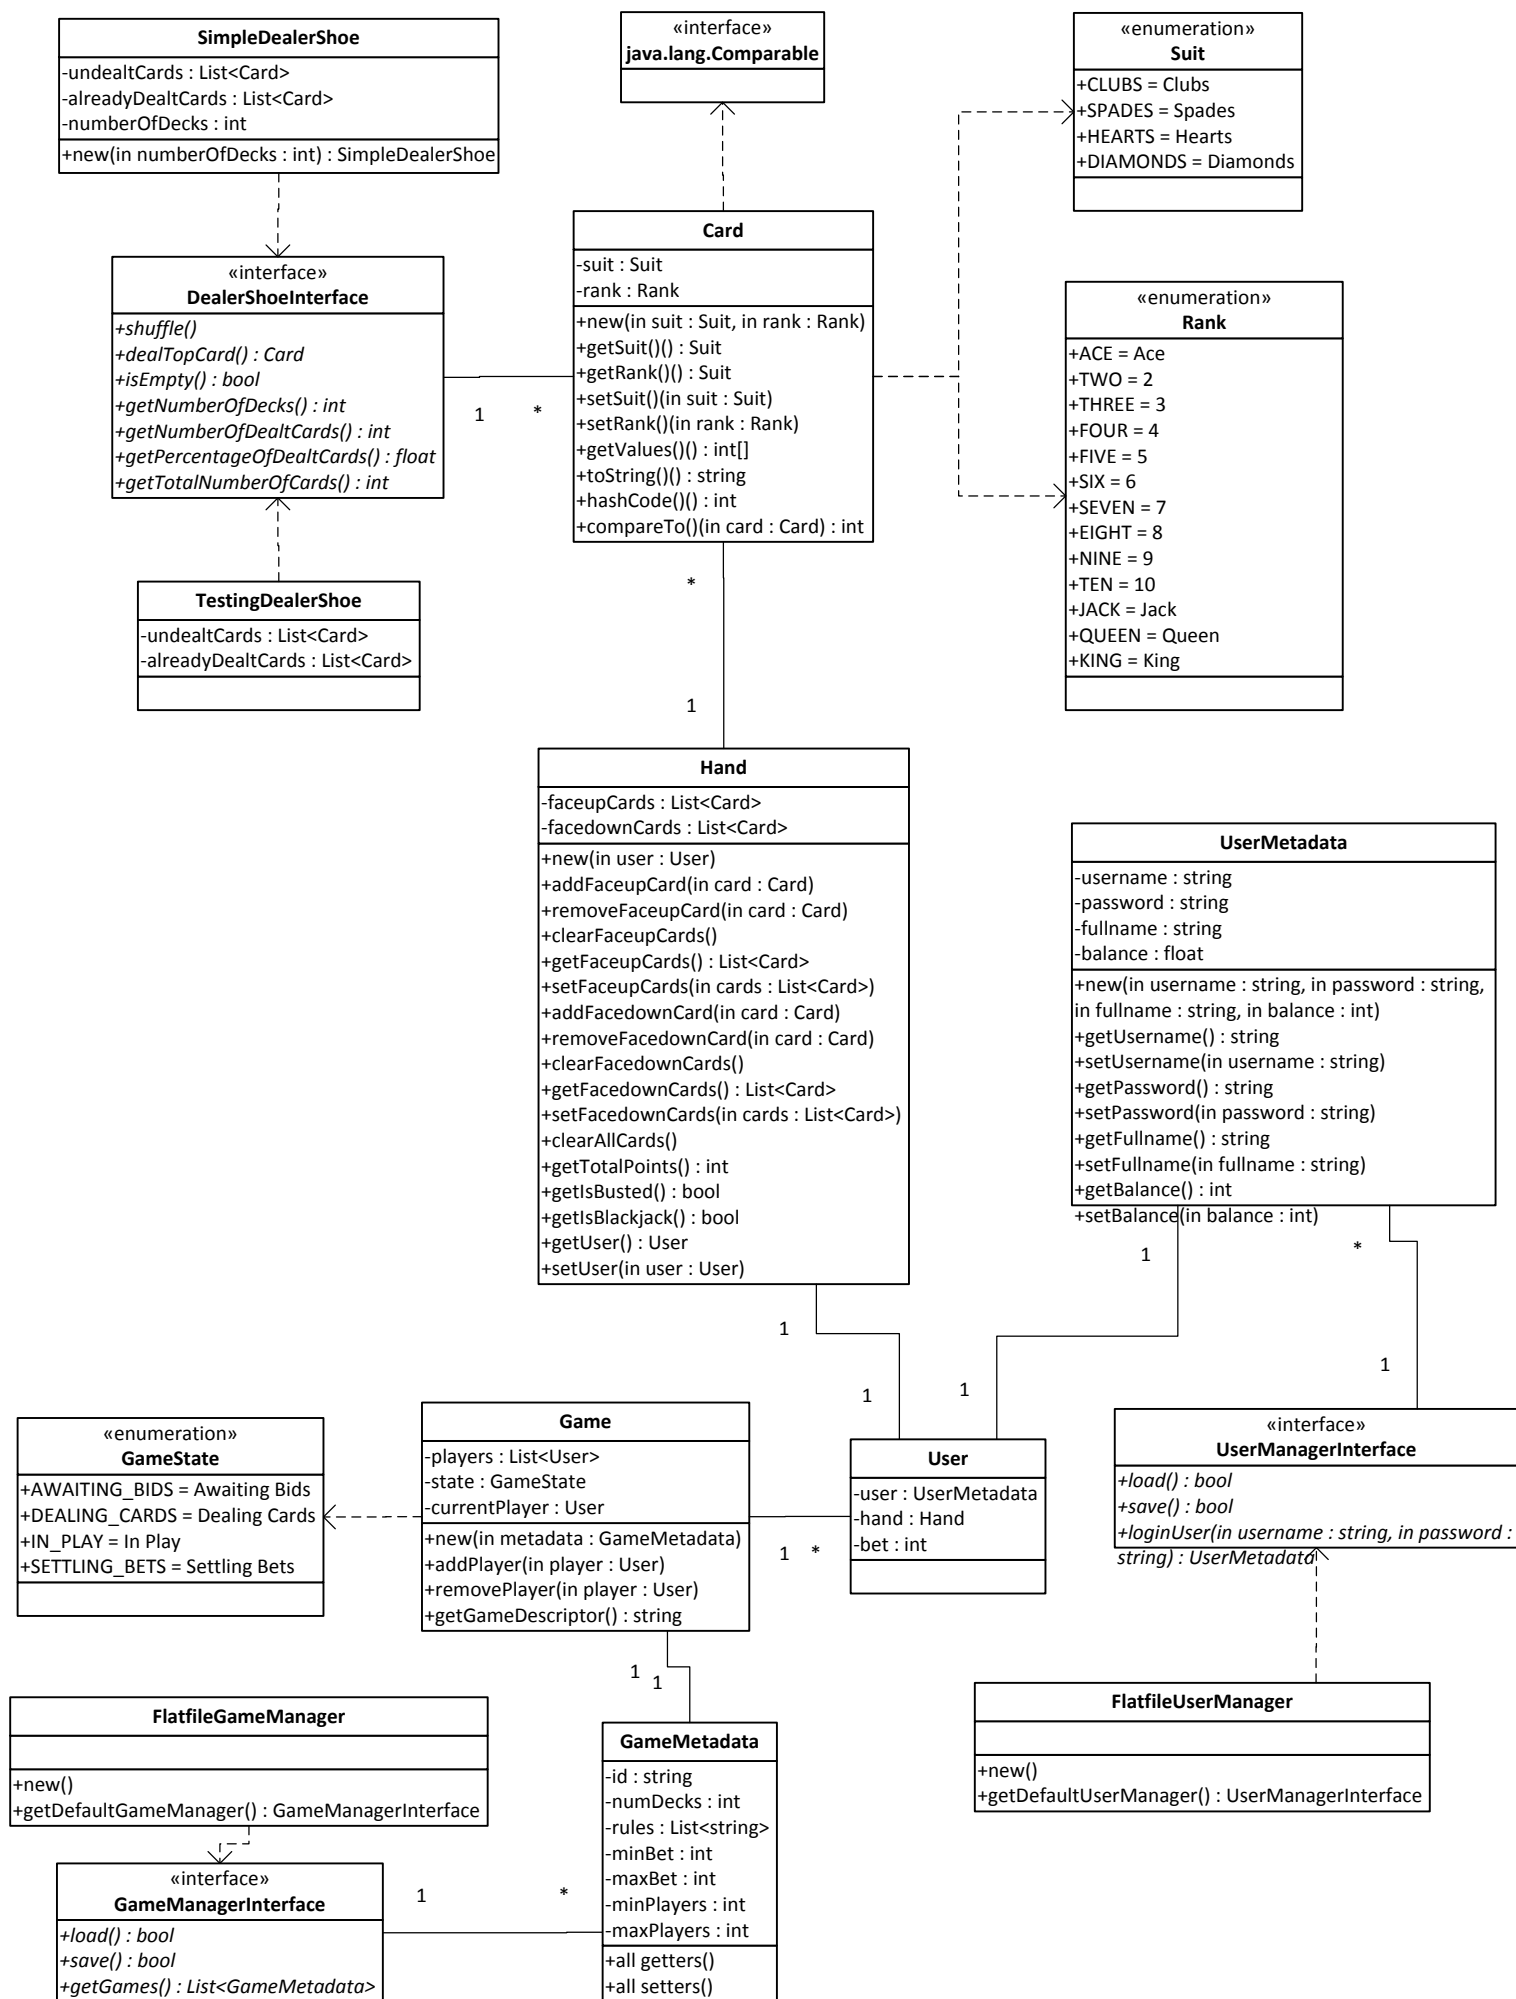 SimpleDealerShoe
-undealtCards : List<Card>
-alreadyDealtCards : List<Card>
-numberOfDecks : int
+new(in numberOfDecks : int) : SimpleDealerShoe
«interface»
java.lang.Comparable
«enumeration»
Suit
+CLUBS = Clubs
+SPADES = Spades
+HEARTS = Hearts
+DIAMONDS = Diamonds
«interface»
DealerShoeInterface
+shuffle()
+dealTopCard() : Card
+isEmpty() : bool
+getNumberOfDecks() : int
+getNumberOfDealtCards() : int
+getPercentageOfDealtCards() : float
+getTotalNumberOfCards() : int
1
*
Card
-suit : Suit
-rank : Rank
+new(in suit : Suit, in rank : Rank)
+getSuit()() : Suit
+getRank()() : Suit
+setSuit()(in suit : Suit)
+setRank()(in rank : Rank)
+getValues()() : int[]
+toString()() : string
+hashCode()() : int
+compareTo()(in card : Card) : int
«enumeration»
Rank
+ACE = Ace
+TWO = 2
+THREE = 3
+FOUR = 4
+FIVE = 5
+SIX = 6
+SEVEN = 7
+EIGHT = 8
+NINE = 9
+TEN = 10
+JACK = Jack
+QUEEN = Queen
+KING = King
TestingDealerShoe
-undealtCards : List<Card>
-alreadyDealtCards : List<Card>
*
1
Hand
-faceupCards : List<Card>
-facedownCards : List<Card>
+new(in user : User)
+addFaceupCard(in card : Card)
+removeFaceupCard(in card : Card)
+clearFaceupCards()
+getFaceupCards() : List<Card>
+setFaceupCards(in cards : List<Card>)
+addFacedownCard(in card : Card)
+removeFacedownCard(in card : Card)
+clearFacedownCards()
+getFacedownCards() : List<Card>
+setFacedownCards(in cards : List<Card>)
+clearAllCards()
+getTotalPoints() : int
+getIsBusted() : bool
+getIsBlackjack() : bool
+getUser() : User
+setUser(in user : User)
UserMetadata
-username : string
-password : string
-fullname : string
-balance : float
+new(in username : string, in password : string,
in fullname : string, in balance : int)
+getUsername() : string
+setUsername(in username : string)
+getPassword() : string
+setPassword(in password : string)
+getFullname() : string
+setFullname(in fullname : string)
+getBalance() : int
+setBalance(in balance : int)
1
*
1
1
1
1
«enumeration»
GameState
+AWAITING_BIDS = Awaiting Bids
+DEALING_CARDS = Dealing Cards
+IN_PLAY = In Play
+SETTLING_BETS = Settling Bets
Game
-players : List<User>
-state : GameState
-currentPlayer : User
+new(in metadata : GameMetadata)
+addPlayer(in player : User)
+removePlayer(in player : User)
+getGameDescriptor() : string
1
*
User
-user : UserMetadata
-hand : Hand
-bet : int
«interface»
UserManagerInterface
+load() : bool
+save() : bool
+loginUser(in username : string, in password :
string) : UserMetadata
1
1
FlatfileGameManager
+new()
+getDefaultGameManager() : GameManagerInterface
FlatfileUserManager
+new()
+getDefaultUserManager() : UserManagerInterface
«interface»
GameManagerInterface
+load() : bool
+save() : bool
+getGames() : List<GameMetadata>
1
*
GameMetadata
-id : string
-numDecks : int
-rules : List<string>
-minBet : int
-maxBet : int
-minPlayers : int
-maxPlayers : int
+all getters()
+all setters()